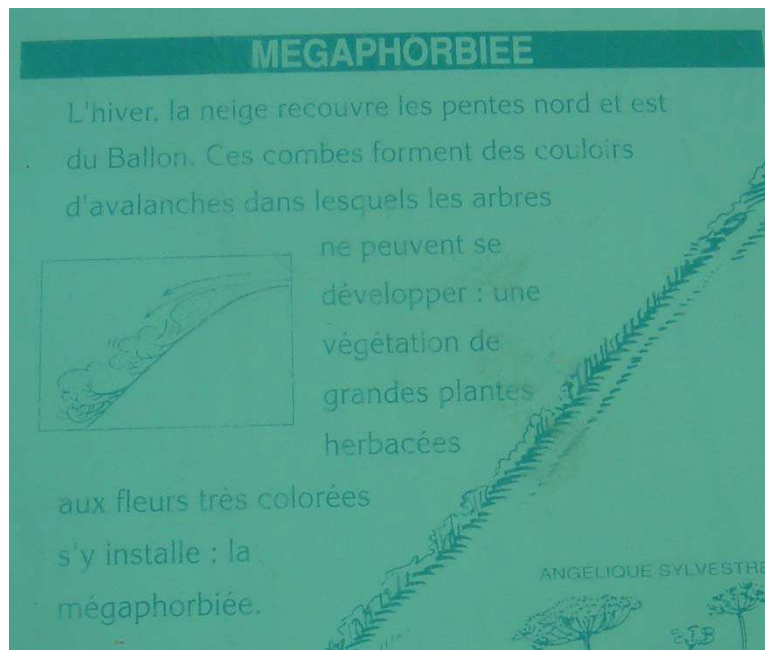 MEGAPHORBIEE
L'hiver, la neige recouvre les pentes nord et est
du Ballon. Ces combes forment des couloirs
d'avalanches dans lesquels les arbres
ne peuvent se
développer : une
végétation de
grandes plantes
herbacées
aux fleurs très colorées
s'y installe : la
mégaphorbiée.
ANGÉLIQUE SYLVESTRE